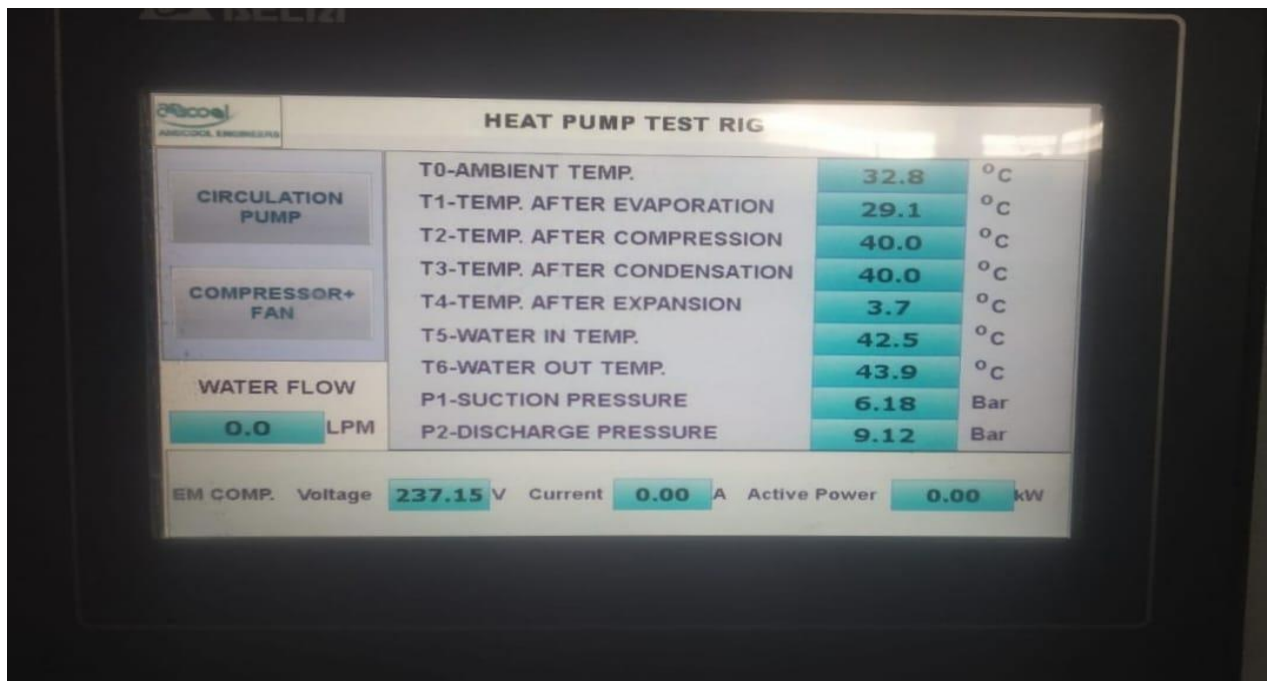 HEAT PUMP TEST RIG
CIRCULATION
PUMP
COMPRESSOR+
FAN
WATER FLOW
0.0 LPM
T0-AMBIENT TEMP. 32.8 °C
T1-TEMP. AFTER EVAPORATION 29.1 °C
T2-TEMP. AFTER COMPRESSION 40.0 °C
T3-TEMP. AFTER CONDENSATION 40.0 °C
T4-TEMP. AFTER EXPANSION 3.7 °C
T5-WATER IN TEMP. 42.5 °C
T6-WATER OUT TEMP. 43.9 °C
P1-SUCTION PRESSURE 6.18 Bar
P2-DISCHARGE PRESSURE 9.12 Bar
EM COMP. Voltage 237.15 V Current 0.00 A Active Power 0.00 kW